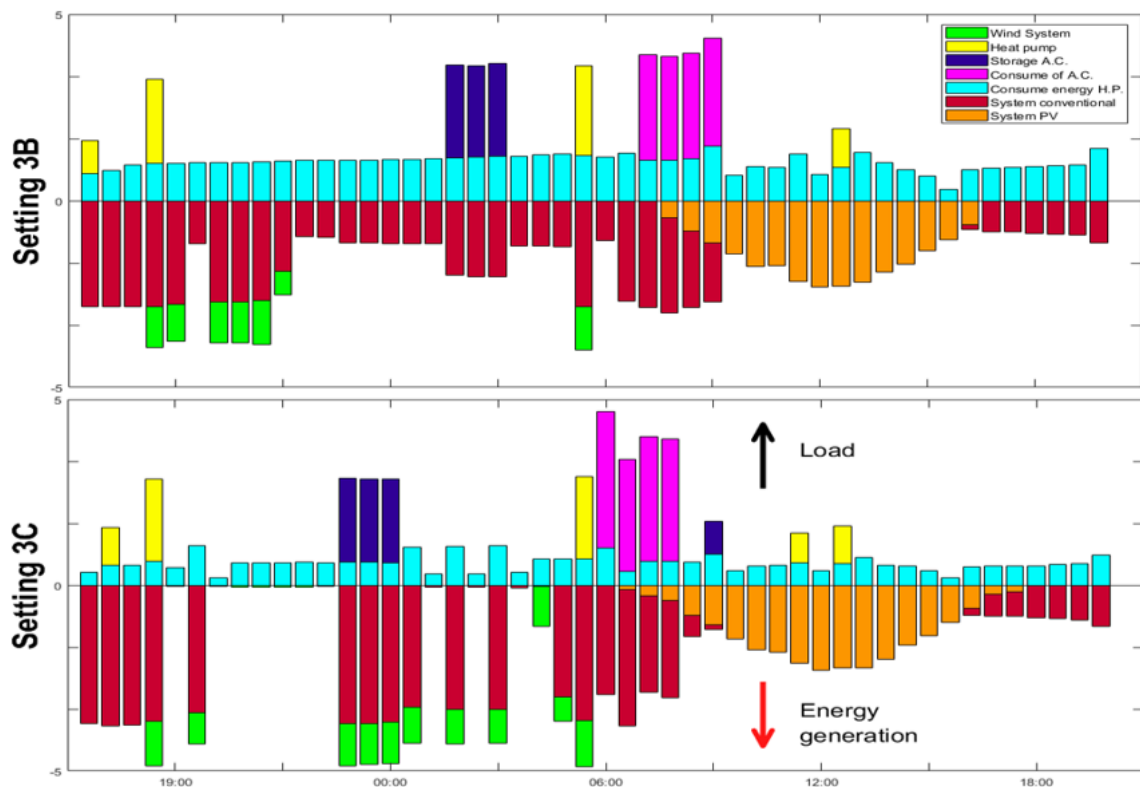 5
Wind System
Heat pump
Storage A.C.
Consume of A.C.
Consume energy H.P.
System conventional
System PV
Setting 3B
0
-5
5
Load
Setting 3C
0
Energy
generation
-5
19:00 00:00 06:00 12:00 18:00